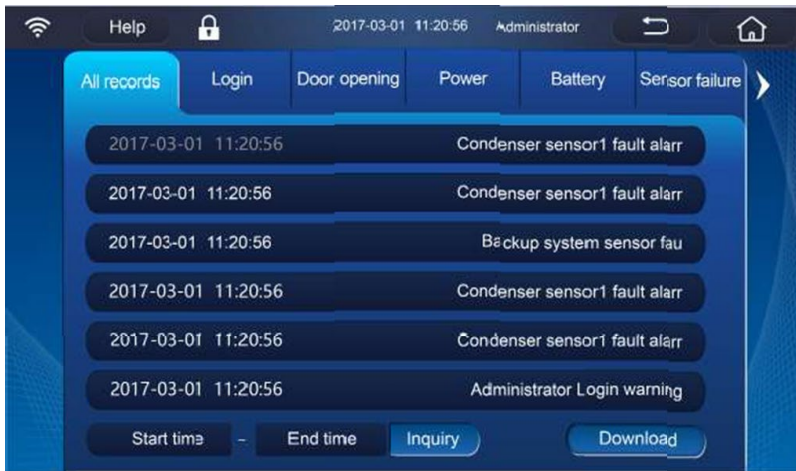 Help 2017-03-01 11:20:56 Administrator
All records Login Door opening Power Battery Sensor failure
2017-03-01 11:20:56 Condenser sensor1 fault alarr
2017-03-01 11:20:56 Condenser sensor1 fault alarr
2017-03-01 11:20:56 Backup system sensor fau
2017-03-01 11:20:56 Condenser sensor1 fault alarr
2017-03-01 11:20:56 Condenser sensor1 fault alarr
2017-03-01 11:20:56 Administrator Login warning
Start time - End time Inquiry Download